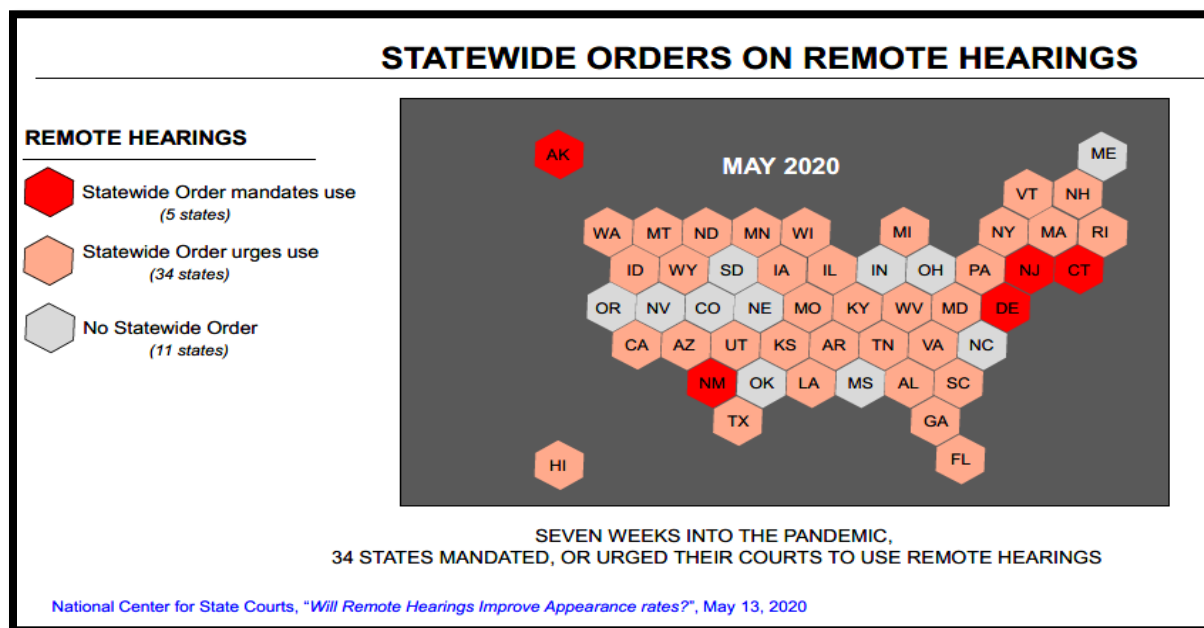 STATEWIDE ORDERS ON REMOTE HEARINGS
REMOTE HEARINGS
Statewide Order mandates use
(5 states)
Statewide Order urges use
(34 states)
No Statewide Order
(11 states)
MAY 2020
AK
ME
VT NH
WA MT ND MN WI MI NY MA RI
ID WY SD IA IL IN OH PA NJ CT
OR NV CO NE MO KY WV MD DE
CA AZ UT KS AR TN VA NC
NM OK LA MS AL SC
TX GA
HI FL
SEVEN WEEKS INTO THE PANDEMIC,
34 STATES MANDATED, OR URGED THEIR COURTS TO USE REMOTE HEARINGS
National Center for State Courts, “Will Remote Hearings Improve Appearance rates?”, May 13, 2020